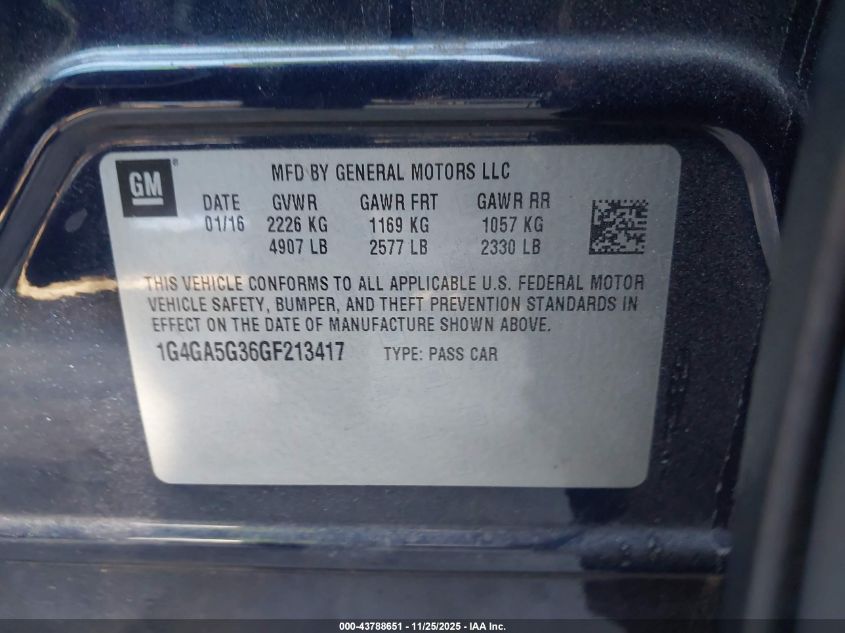 GM®
MFD BY GENERAL MOTORS LLC
DATE GVWR GAWR FRT GAWR RR
01/16 2226 KG 1169 KG 1057 KG
4907 LB 2577 LB 2330 LB
THIS VEHICLE CONFORMS TO ALL APPLICABLE U.S. FEDERAL MOTOR
VEHICLE SAFETY, BUMPER, AND THEFT PREVENTION STANDARDS IN
EFFECT ON THE DATE OF MANUFACTURE SHOWN ABOVE.
1G4GA5G36GF213417 TYPE: PASS CAR
000-43788651 - 11/25/2025 - IAA Inc.